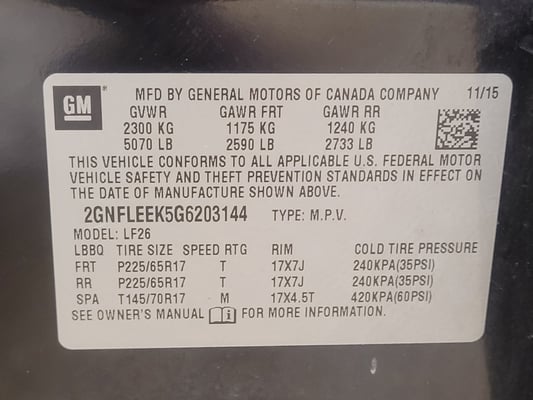 GM
MFD BY GENERAL MOTORS OF CANADA COMPANY 11/15
GVWR GAWR FRT GAWR RR
2300 KG 1175 KG 1240 KG
5070 LB 2590 LB 2733 LB
THIS VEHICLE CONFORMS TO ALL APPLICABLE U.S. FEDERAL MOTOR
VEHICLE SAFETY AND THEFT PREVENTION STANDARDS IN EFFECT ON
THE DATE OF MANUFACTURE SHOWN ABOVE.
2GNFLEEK5G6203144 TYPE: M.P.V.
MODEL: LF26
LBBQ TIRE SIZE SPEED RTG RIM COLD TIRE PRESSURE
FRT P225/65R17 T 17X7J 240KPA(35PSI)
RR P225/65R17 T 17X7J 240KPA(35PSI)
SPA T145/70R17 M 17X4.5T 420KPA(60PSI)
SEE OWNER'S MANUAL i FOR MORE INFORMATION.